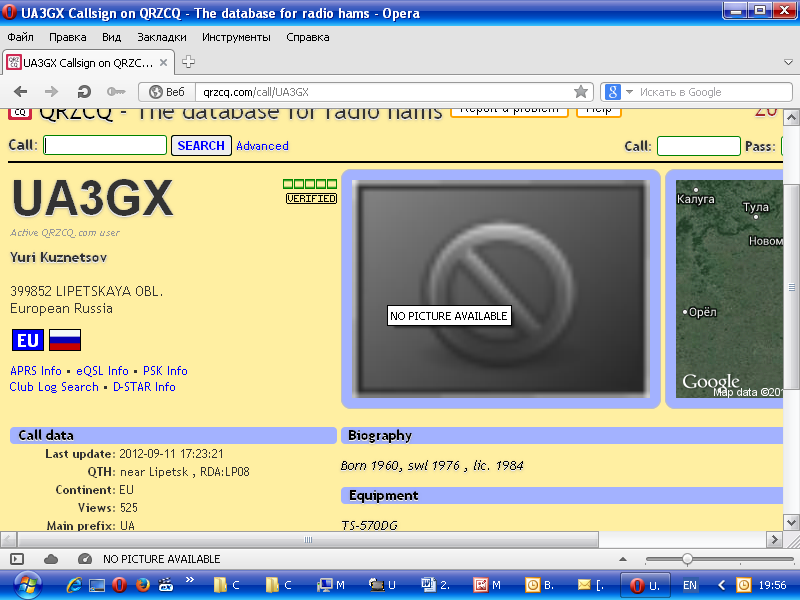 UA3GX Callsign on QRZCQ - The database for radio hams - Opera
Файл Правка Вид Закладки Инструменты Справка
UA3GX Callsign on QRZC...
Веб qrzcq.com/call/UA3GX Искать в Google
CQ QRZCQ - The database for radio hams Report a problem Help 20
Call: SEARCH Advanced Call: Pass:
UA3GX
VERIFIED
Active QRZCQ.com user
Yuri Kuznetsov
399852 LIPETSKAYA OBL.
European Russia
EU
APRS Info • eQSL Info • PSK Info
Club Log Search • D-STAR Info
NO PICTURE AVAILABLE
Калуга
Тула
Новом
Орёл
Google
Map data ©201
Call data
Last update: 2012-09-11 17:23:21
QTH: near Lipetsk , RDA:LP08
Continent: EU
Views: 525
Main prefix: UA
Biography
Born 1960, swl 1976 , lic. 1984
Equipment
TS-570DG
NO PICTURE AVAILABLE
C C M U 2. M В. [. U. EN 19:56